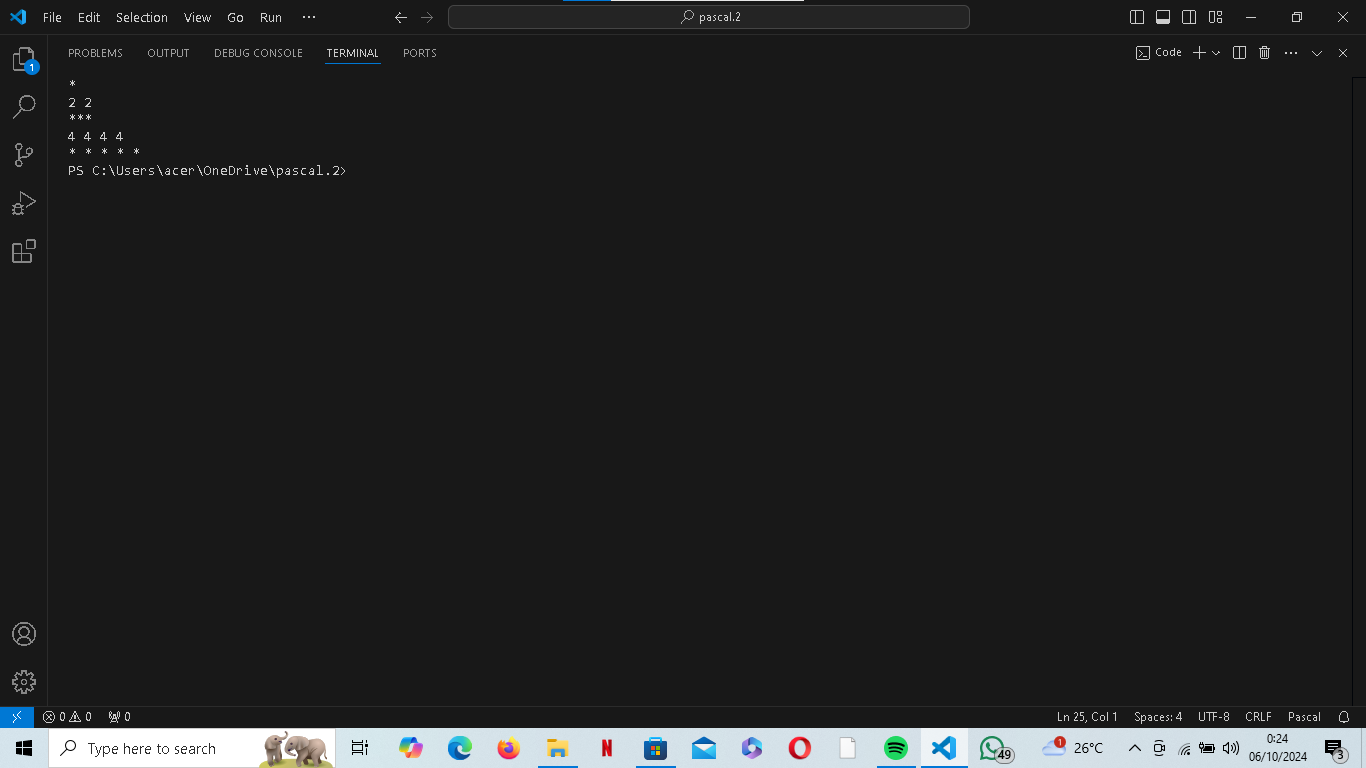 File Edit Selection View Go Run ··· pascal.2
PROBLEMS OUTPUT DEBUG CONSOLE TERMINAL PORTS Code
1
*
2 2
***
4 4 4 4
* * * * *
PS C:\Users\acer\OneDrive\pascal.2>
0 0 0 Ln 25, Col 1 Spaces: 4 UTF-8 CRLF Pascal
Type here to search N 49 1 26°C 0:24
06/10/2024 3